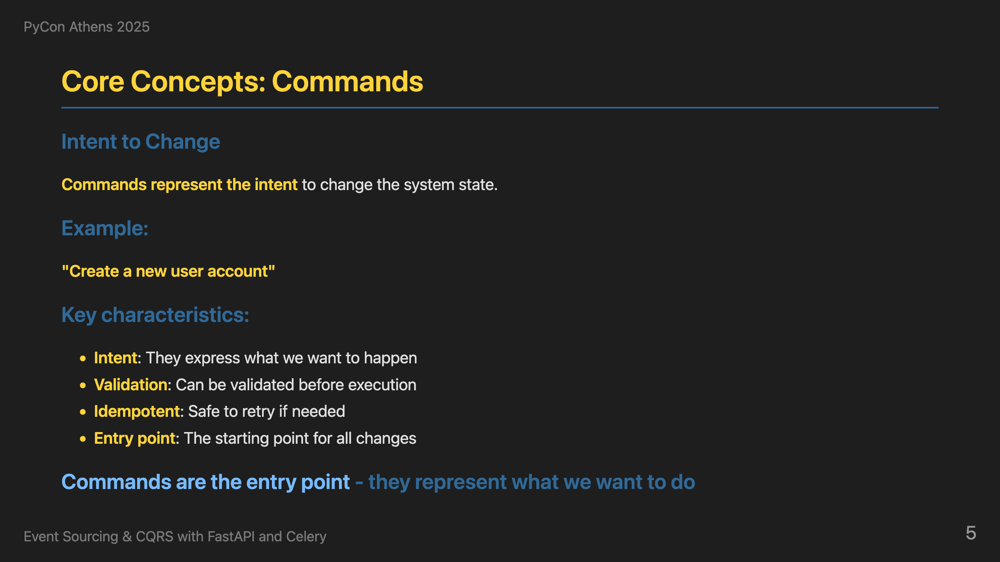 PyCon Athens 2025
Core Concepts: Commands
Intent to Change
Commands represent the intent to change the system state.
Example:
"Create a new user account"
Key characteristics:
• Intent: They express what we want to happen
• Validation: Can be validated before execution
• Idempotent: Safe to retry if needed
• Entry point: The starting point for all changes
Commands are the entry point - they represent what we want to do
Event Sourcing & CQRS with FastAPI and Celery
5